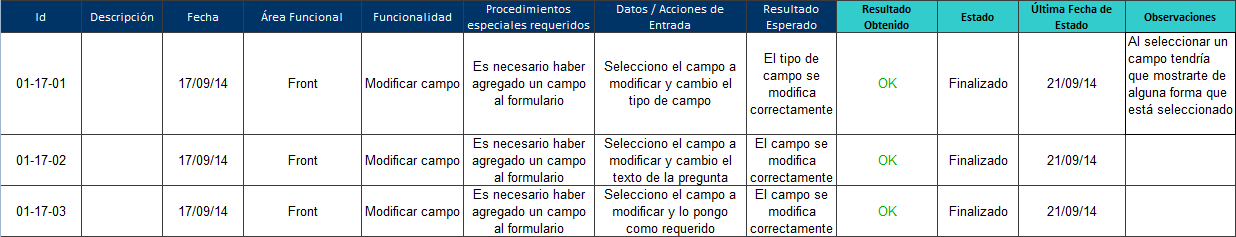 Id
Descripción
Fecha
Área Funcional
Funcionalidad
Procedimientos
especiales requeridos
Datos / Acciones de
Entrada
Resultado
Esperado
Resultado
Obtenido
Estado
Última Fecha de
Estado
Observaciones
01-17-01
17/09/14
Front
Modificar campo
Es necesario haber
agregado un campo
al formulario
Selecciono el campo a
modificar y cambio el
tipo de campo
El tipo de
campo se
modifica
correctamente
OK
Finalizado
21/09/14
Al seleccionar un
campo tendría
que mostrarte de
alguna forma que
está seleccionado
01-17-02
17/09/14
Front
Modificar campo
Es necesario haber
agregado un campo
al formulario
Selecciono el campo a
modificar y cambio el
texto de la pregunta
El campo se
modifica
correctamente
OK
Finalizado
21/09/14
01-17-03
17/09/14
Front
Modificar campo
Es necesario haber
agregado un campo
al formulario
Selecciono el campo a
modificar y lo pongo
como requerido
El campo se
modifica
correctamente
OK
Finalizado
21/09/14